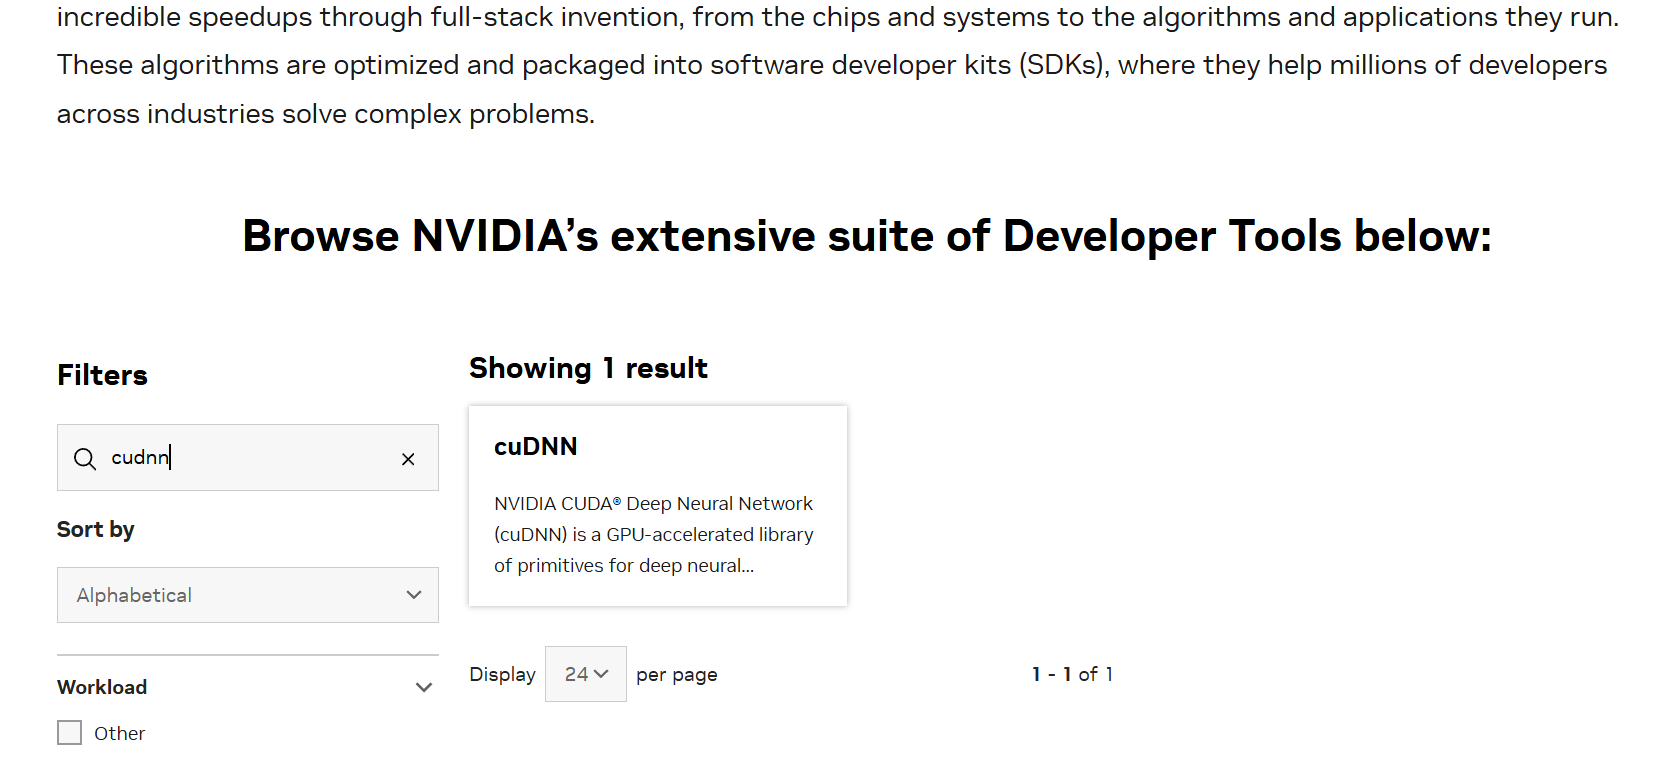 incredible speedups through full-stack invention, from the chips and systems to the algorithms and applications they run.
These algorithms are optimized and packaged into software developer kits (SDKs), where they help millions of developers
across industries solve complex problems.
Browse NVIDIA’s extensive suite of Developer Tools below:
Filters
cudnn
Sort by
Alphabetical
Workload
Other
Showing 1 result
cuDNN
NVIDIA CUDA® Deep Neural Network
(cuDNN) is a GPU-accelerated library
of primitives for deep neural...
Display 24 per page
1 - 1 of 1